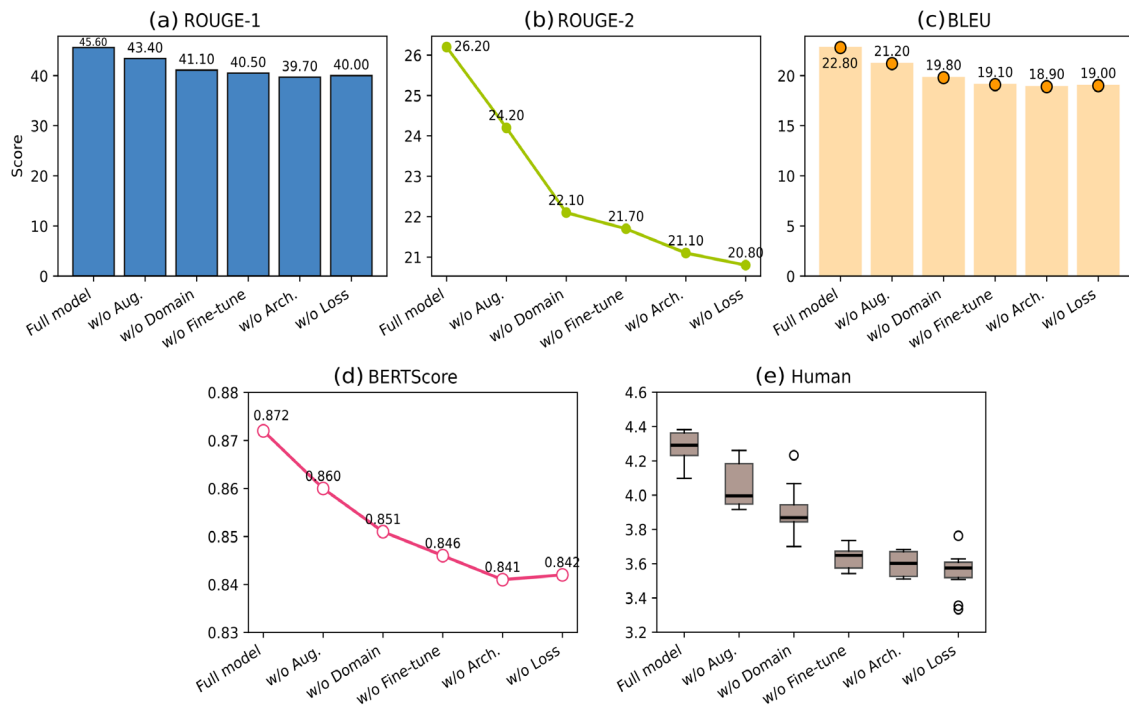 (a) ROUGE-1
Score
40
30
20
10
0
45.60
43.40
41.10
40.50
39.70
40.00
Full model
w/o Aug.
w/o Domain
w/o Fine-tune
w/o Arch.
w/o Loss
(b) ROUGE-2
26
25
24
23
22
21
26.20
24.20
22.10
21.70
21.10
20.80
Full model
w/o Aug.
w/o Domain
w/o Fine-tune
w/o Arch.
w/o Loss
(c) BLEU
20
15
10
5
0
22.80
21.20
19.80
19.10
18.90
19.00
Full model
w/o Aug.
w/o Domain
w/o Fine-tune
w/o Arch.
w/o Loss
(d) BERTScore
0.88
0.87
0.86
0.85
0.84
0.83
0.872
0.860
0.851
0.846
0.841
0.842
Full model
w/o Aug.
w/o Domain
w/o Fine-tune
w/o Arch.
w/o Loss
(e) Human
4.6
4.4
4.2
4.0
3.8
3.6
3.4
3.2
Full model
w/o Aug.
w/o Domain
w/o Fine-tune
w/o Arch.
w/o Loss